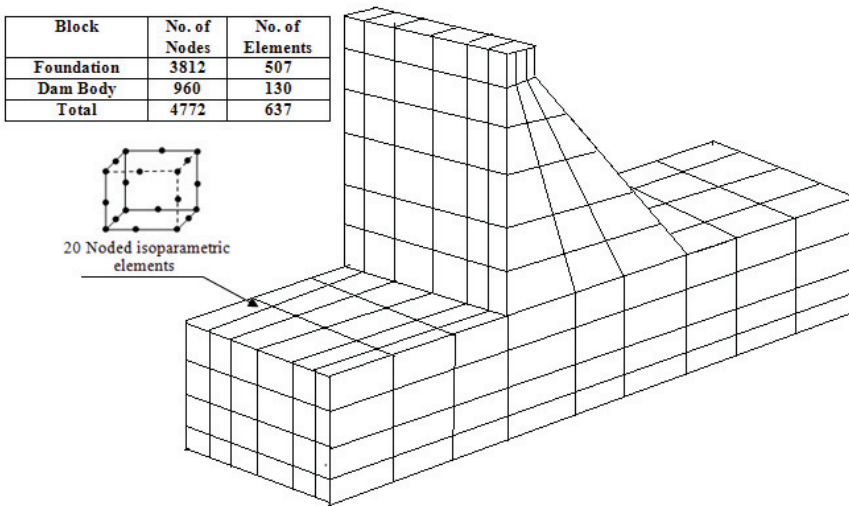 Block No. of Nodes No. of Elements
Foundation 3812 507
Dam Body 960 130
Total 4772 637
20 Noded isoparametric
elements